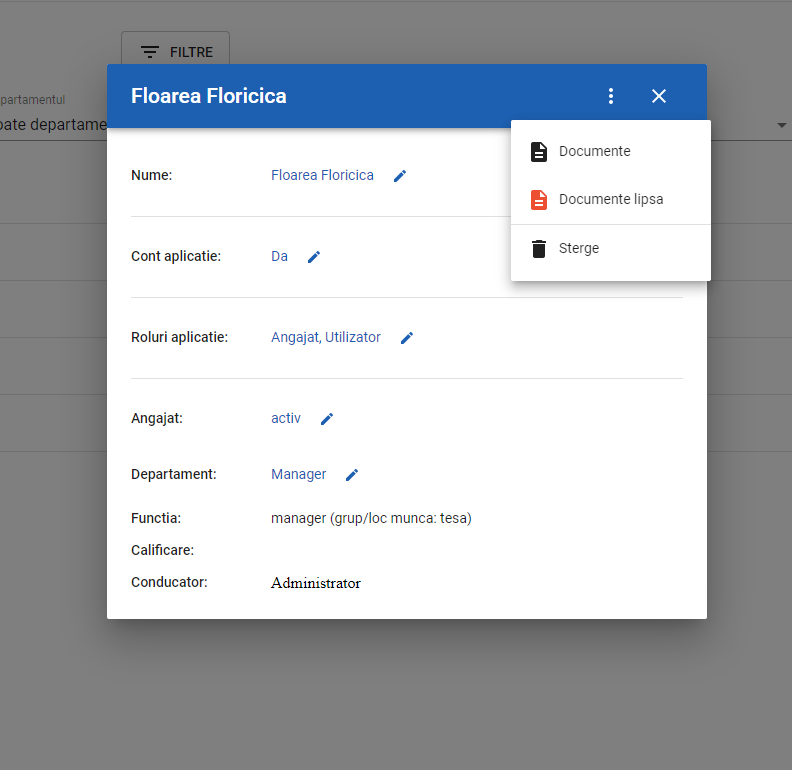 FILTRE
partamentul
oate departame
Floarea Floricica
Documente
Documente lipsa
Sterge
Nume: Floarea Floricica
Cont aplicatie: Da
Roluri aplicatie: Angajat, Utilizator
Angajat: activ
Departament: Manager
Functia: manager (grup/loc munca: tesa)
Calificare:
Conducator: Administrator